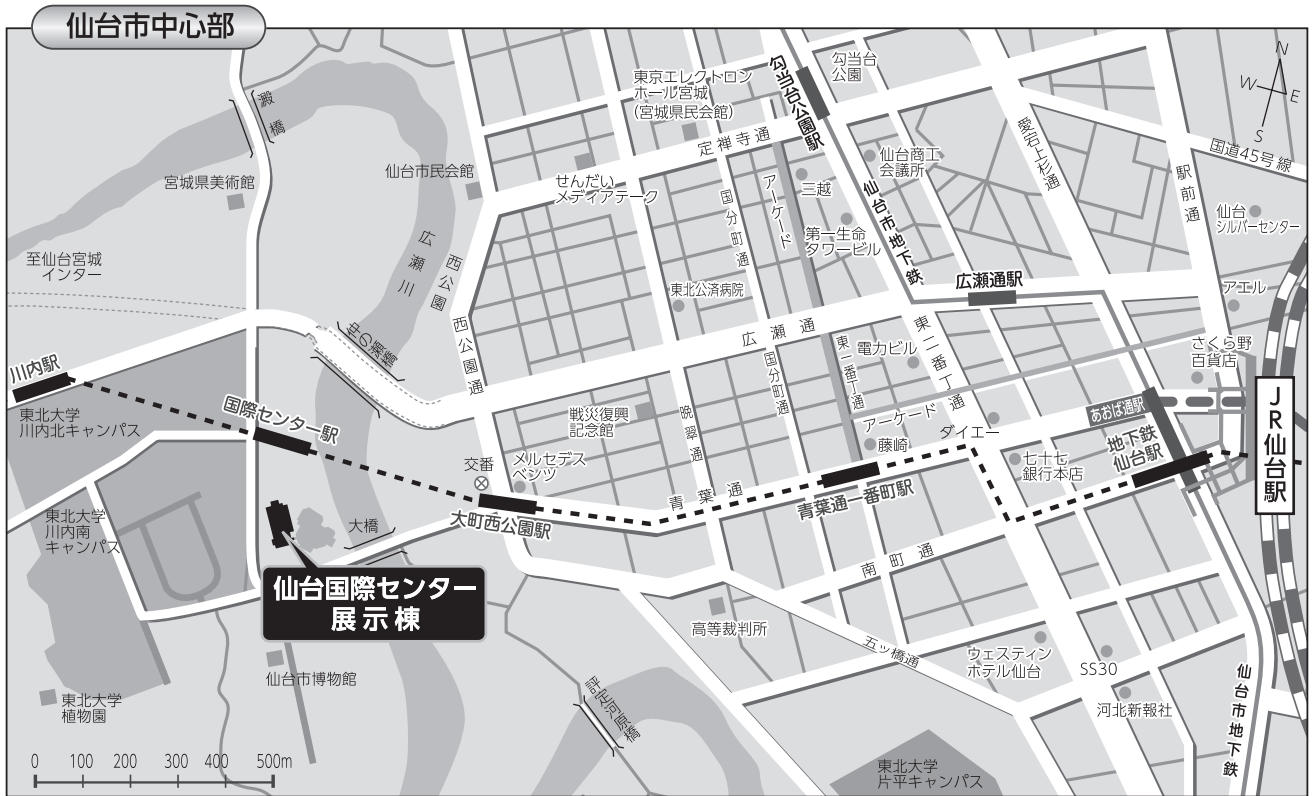 仙台市中心部
N
W
E
S
澱橋
宮城県美術館
至仙台宮城
インター
仙台市民会館
広瀬川
西公園
西公園通
仲の瀬橋
東京エレクトロン
ホール宮城
(宮城県民会館)
せんだい
メディアテーク
定禅寺通
勾当台公園駅
勾当台
公園
仙台商工
会議所
三越
第一生命
タワービル
アーケード
国分町通
仙台市地下鉄
愛宕上杉通
国道45号線
駅前通
仙台
シルバーセンター
東北公済病院
広瀬通
広瀬通駅
アエル
さくら野
百貨店
電力ビル
東二番丁通
東一番丁通
国分町通
晩翠通
戦災復興
記念館
アーケード
藤崎
ダイエー
七十七
銀行本店
あおば通駅
地下鉄
仙台駅
JR仙台駅
川内駅
東北大学
川内北キャンパス
国際センター駅
交番
メルセデス
ベンツ
大町西公園駅
青葉通
青葉通一番町駅
南町通
東北大学
川内南
キャンパス
大橋
仙台国際センター
展示棟
仙台市博物館
東北大学
植物園
高等裁判所
五ッ橋通
ウェスティン
ホテル仙台
SS30
河北新報社
仙台市地下鉄
評定河原橋
東北大学
片平キャンパス
0 100 200 300 400 500m